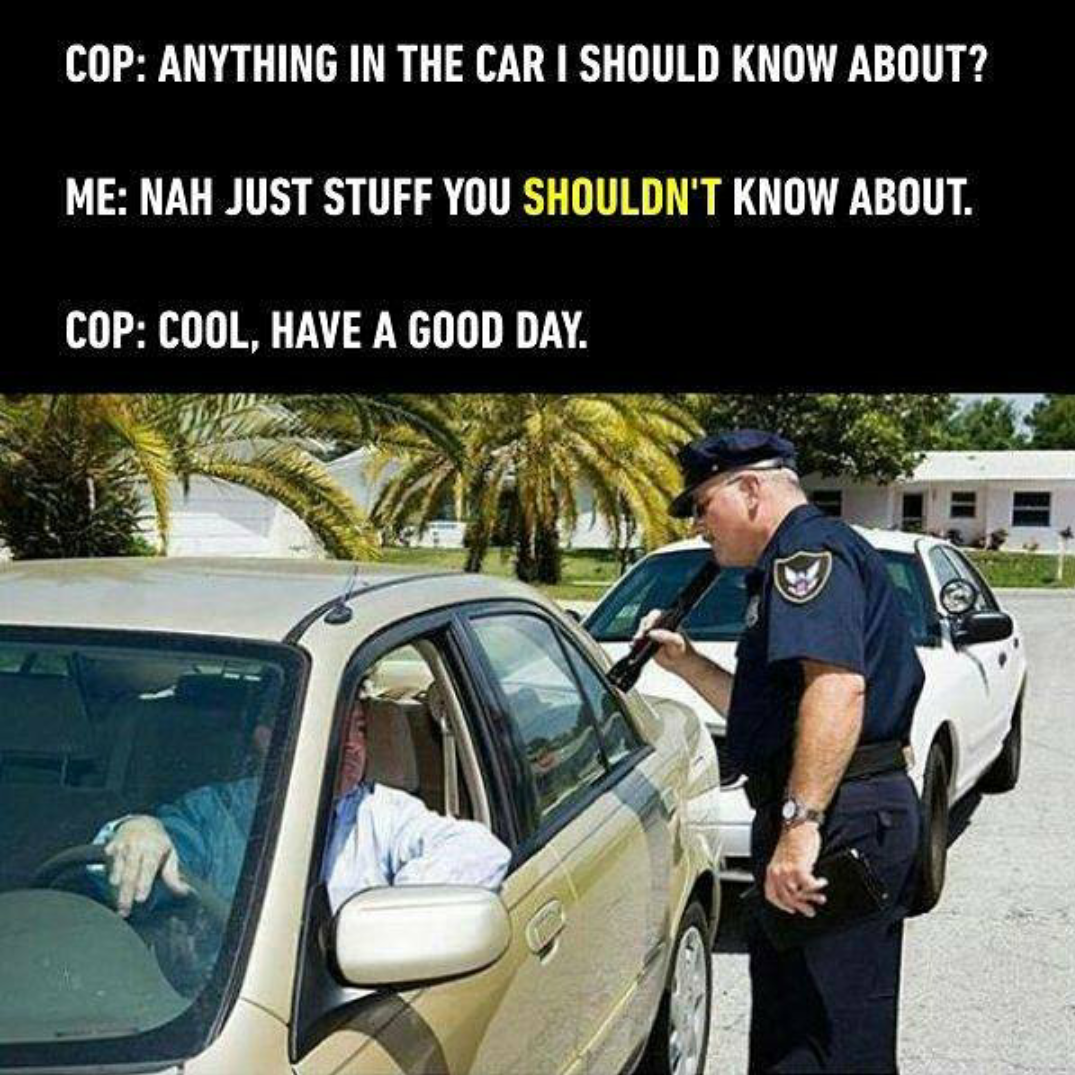 COP: ANYTHING IN THE CAR I SHOULD KNOW ABOUT?
ME: NAH JUST STUFF YOU SHOULDN'T KNOW ABOUT.
COP: COOL, HAVE A GOOD DAY.